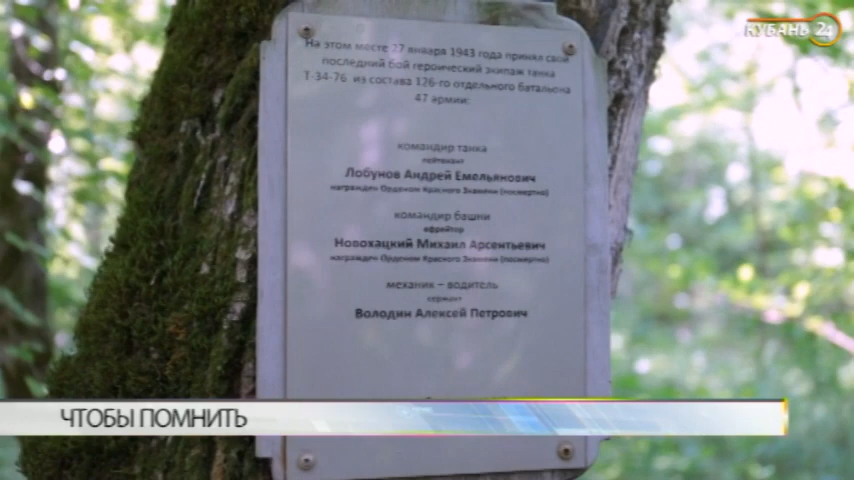 КУБАНЬ 24
На этом месте 27 января 1943 года принял свой
последний бой героический экипаж танка
Т-34-76 из состава 126-го отдельного батальона
47 армии:
командир танка
лейтенант
Лобунов Андрей Емельянович
награжден Орденом Красного Знамени (посмертно)
командир башни
ефрейтор
Новохацкий Михаил Арсентьевич
награжден Орденом Красного Знамени (посмертно)
механик – водитель
сержант
Володин Алексей Петрович
ЧТОБЫ ПОМНИТЬ